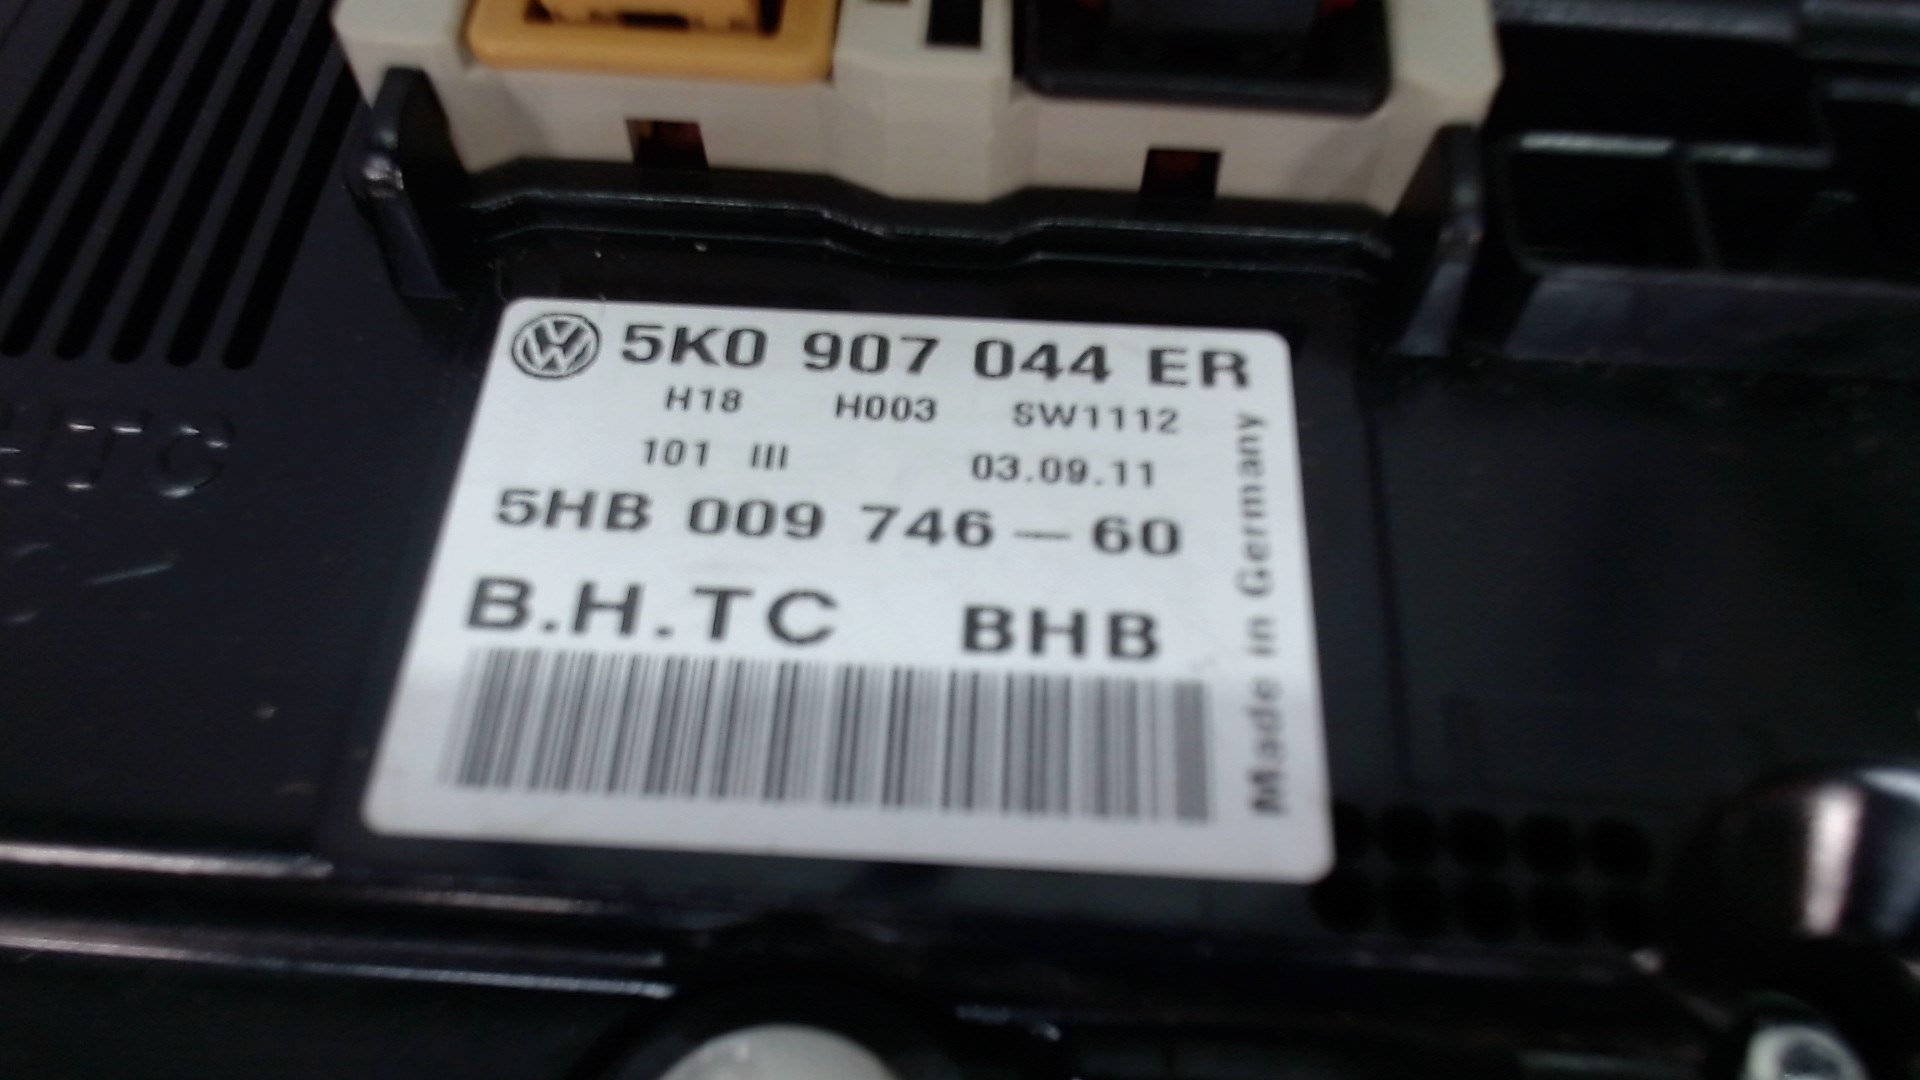 5K0 907 044 ER
H18 H003 SW1112
101 III 03.09.11
5HB 009 746-60
B.H.TC BHB
Made in Germany
HTC